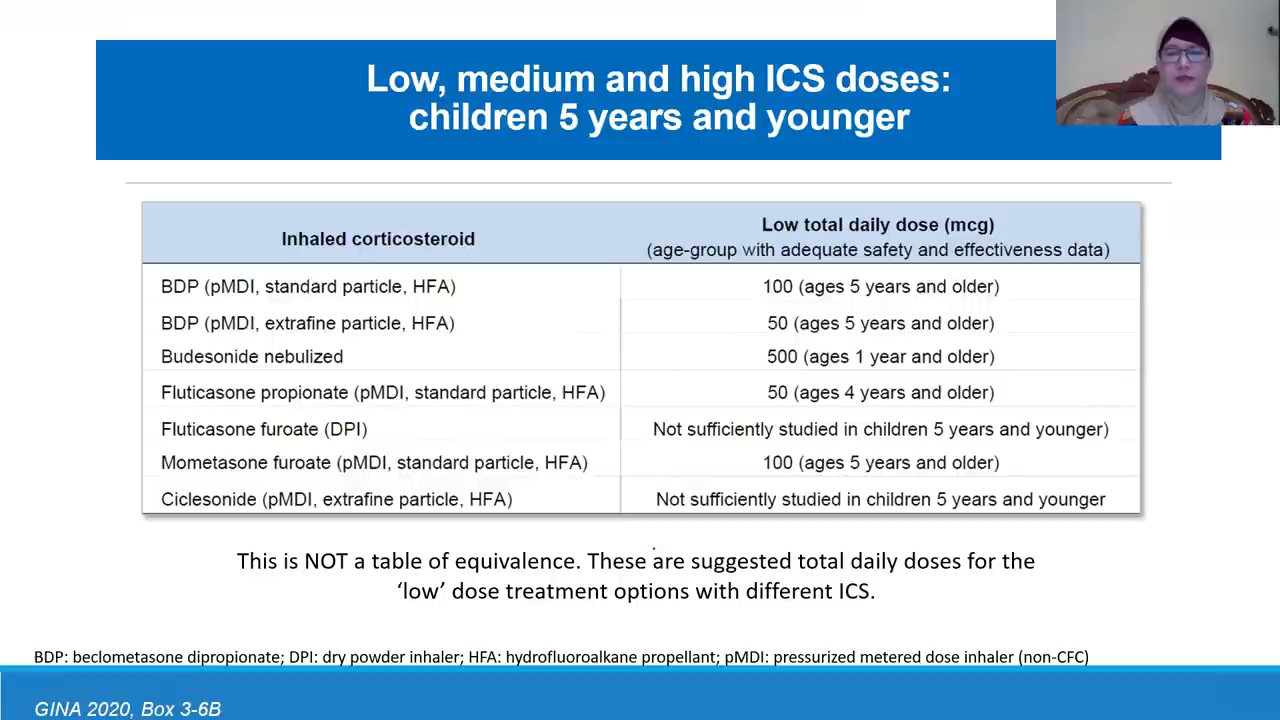 Low, medium and high ICS doses:
children 5 years and younger
Inhaled corticosteroid
Low total daily dose (mcg)
(age-group with adequate safety and effectiveness data)
BDP (pMDI, standard particle, HFA)
100 (ages 5 years and older)
BDP (pMDI, extrafine particle, HFA)
50 (ages 5 years and older)
Budesonide nebulized
500 (ages 1 year and older)
Fluticasone propionate (pMDI, standard particle, HFA)
50 (ages 4 years and older)
Fluticasone furoate (DPI)
Not sufficiently studied in children 5 years and younger)
Mometasone furoate (pMDI, standard particle, HFA)
100 (ages 5 years and older)
Ciclesonide (pMDI, extrafine particle, HFA)
Not sufficiently studied in children 5 years and younger
This is NOT a table of equivalence. These are suggested total daily doses for the
‘low’ dose treatment options with different ICS.
BDP: beclometasone dipropionate; DPI: dry powder inhaler; HFA: hydrofluoroalkane propellant; pMDI: pressurized metered dose inhaler (non-CFC)
GINA 2020, Box 3-6B